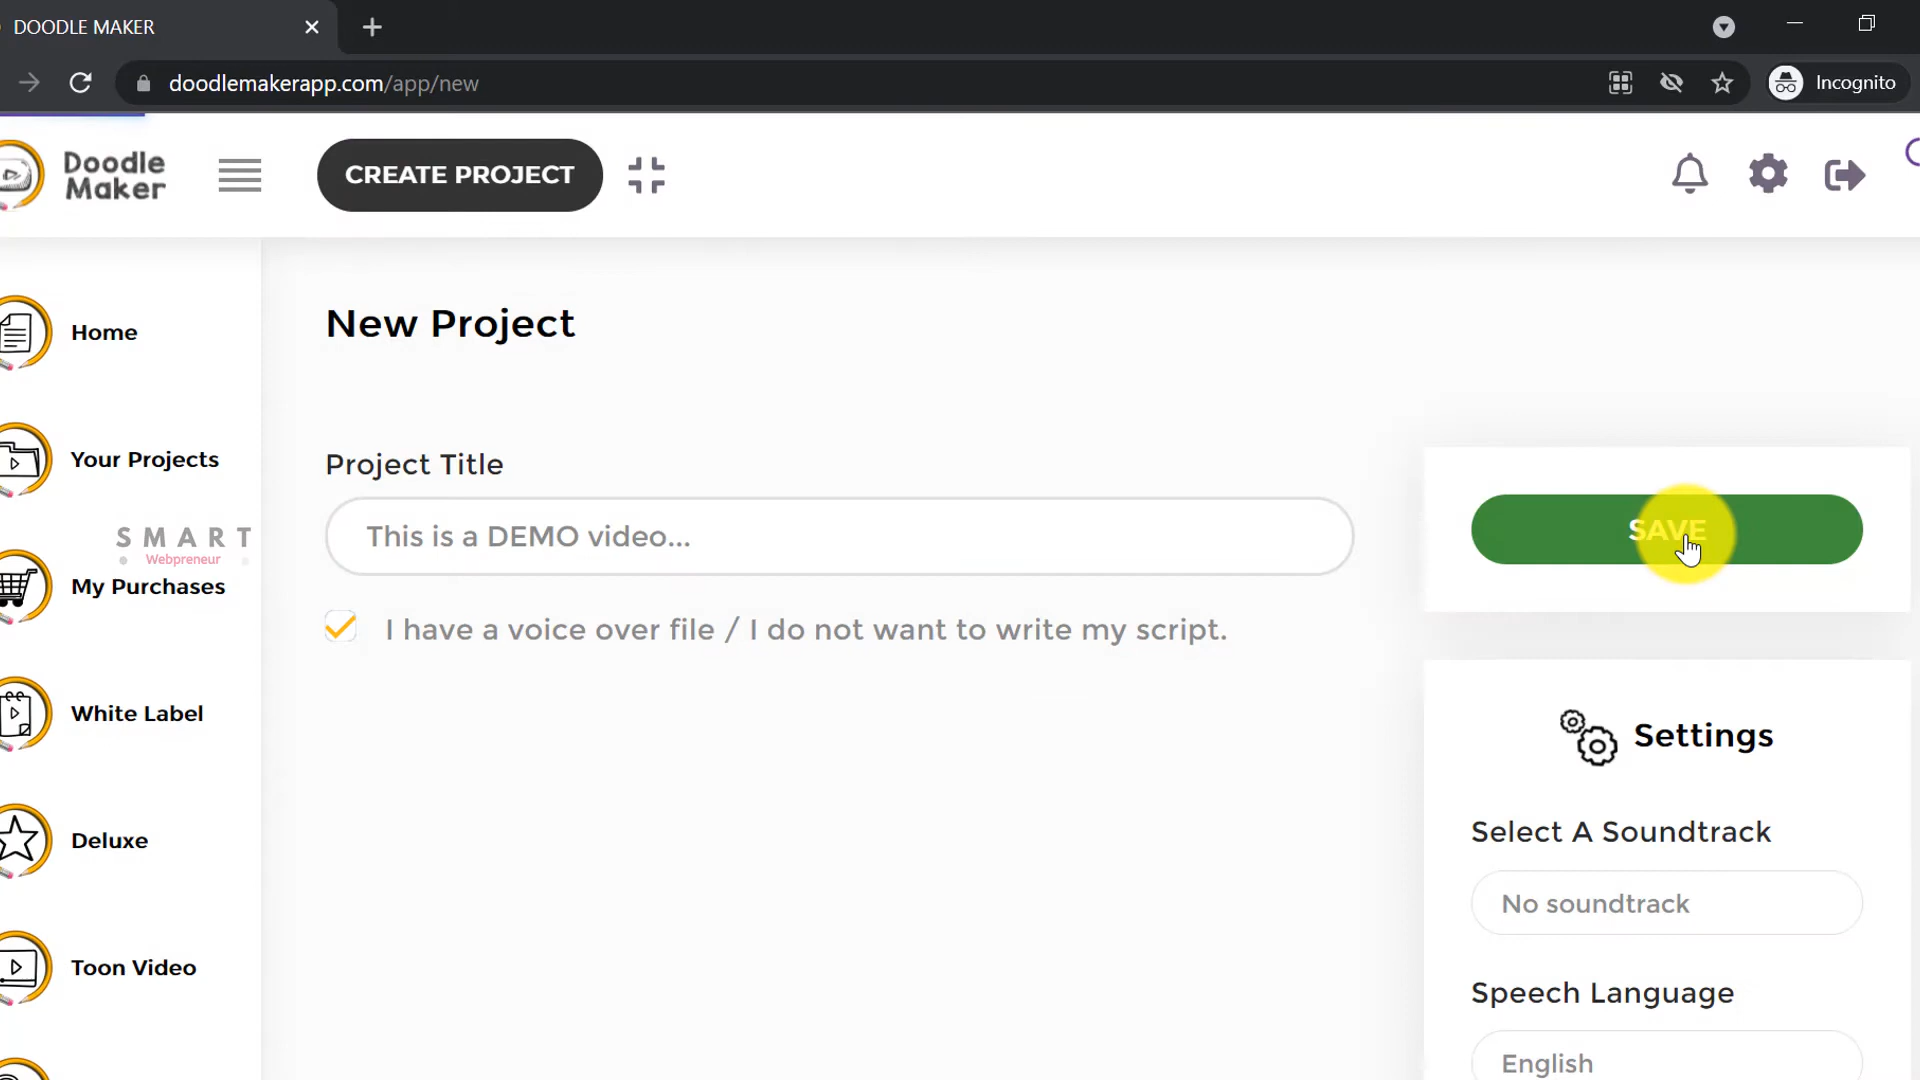 DOODLE MAKER
doodlemakerapp.com/app/new
Incognito
Doodle
Maker
CREATE PROJECT
Home
Your Projects
SMART
Webpreneur
My Purchases
White Label
Deluxe
Toon Video
New Project
Project Title
This is a DEMO video...
I have a voice over file / I do not want to write my script.
SAVE
Settings
Select A Soundtrack
No soundtrack
Speech Language
English